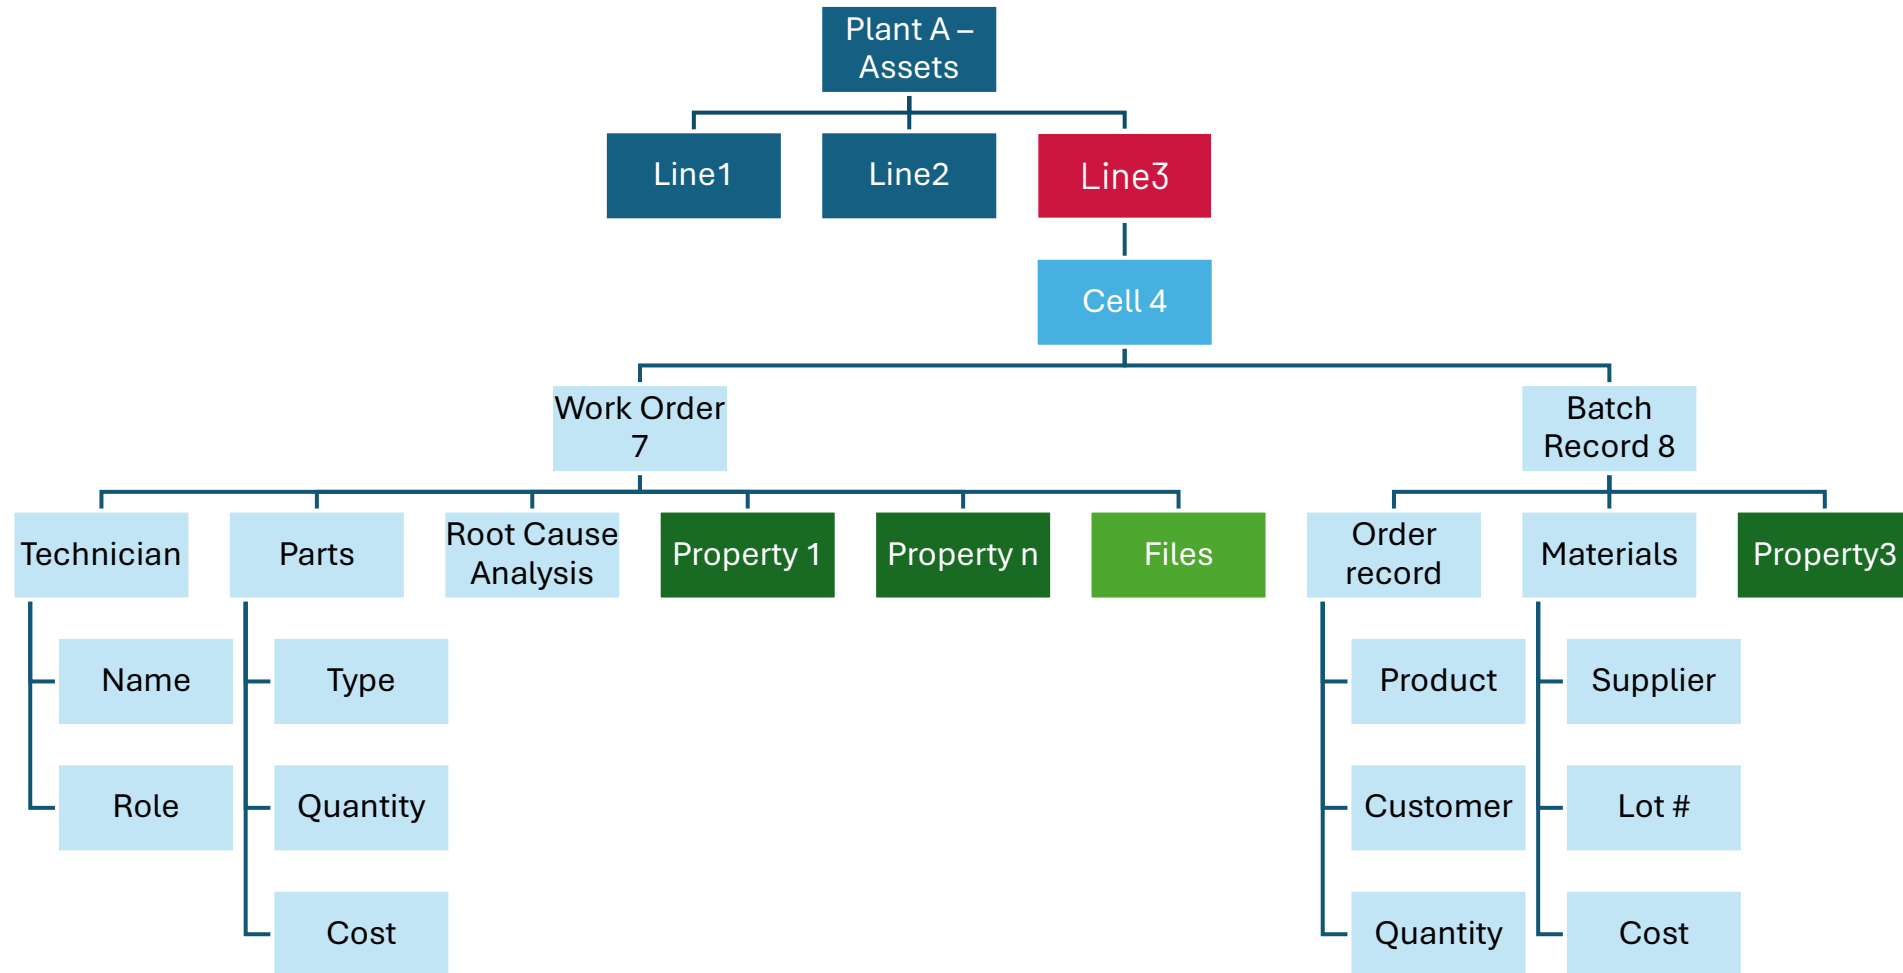 Plant A –
Assets
Line1
Line2
Line3
Cell 4
Work Order
7
Batch
Record 8
Technician
Parts
Root Cause
Analysis
Property 1
Property n
Files
Order
record
Materials
Property3
Name
Type
Product
Supplier
Role
Quantity
Customer
Lot #
Cost
Quantity
Cost